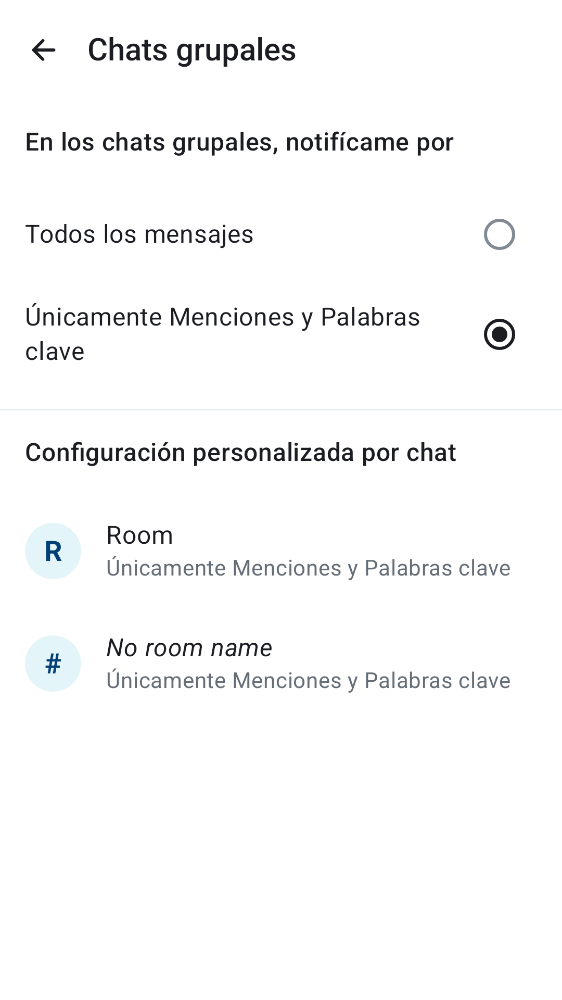 Chats grupales
En los chats grupales, notifícame por
Todos los mensajes
Únicamente Menciones y Palabras
clave
Configuración personalizada por chat
R
Room
Únicamente Menciones y Palabras clave
#
No room name
Únicamente Menciones y Palabras clave